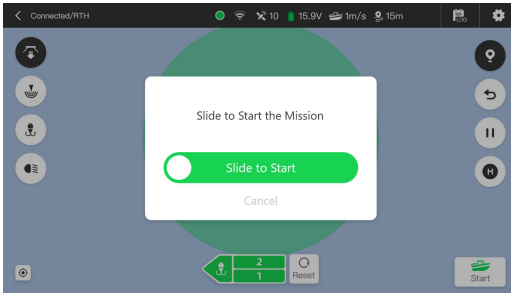 Connected/RTH
10
15.9V
1m/s
15m
LOG
Slide to Start the Mission
Slide to Start
Cancel
H
2
1
Reset
Start